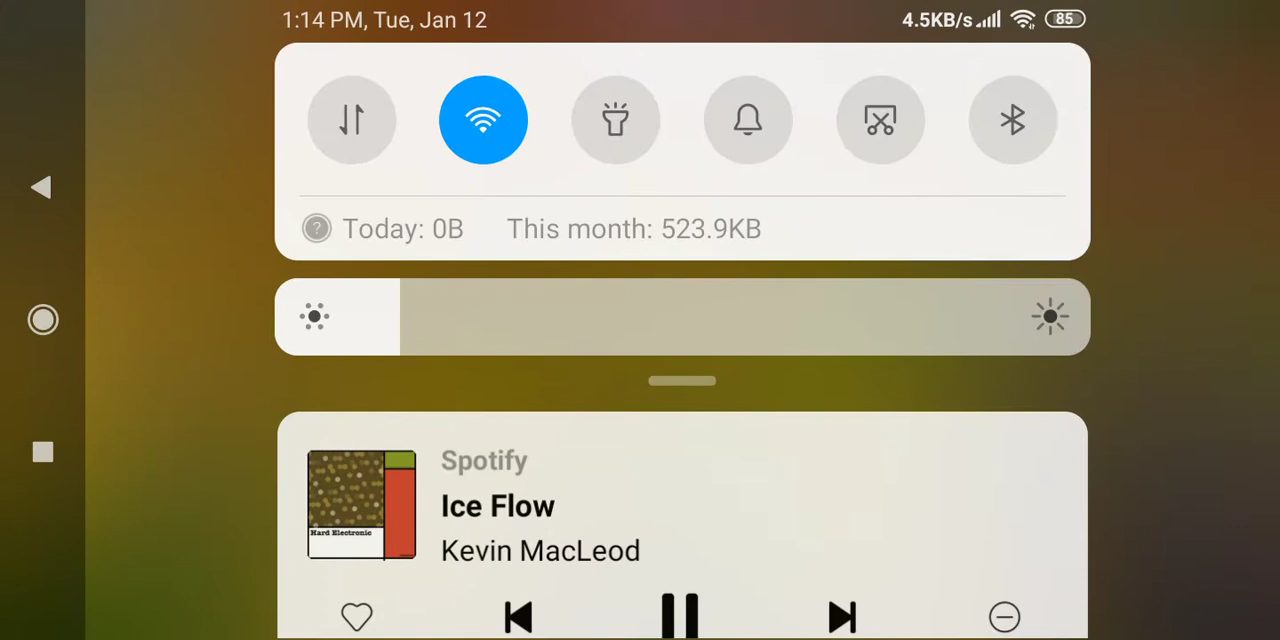 1:14 PM, Tue, Jan 12
4.5KB/s
85
? Today: 0B This month: 523.9KB
Spotify
Ice Flow
Hard Electronic
Kevin MacLeod